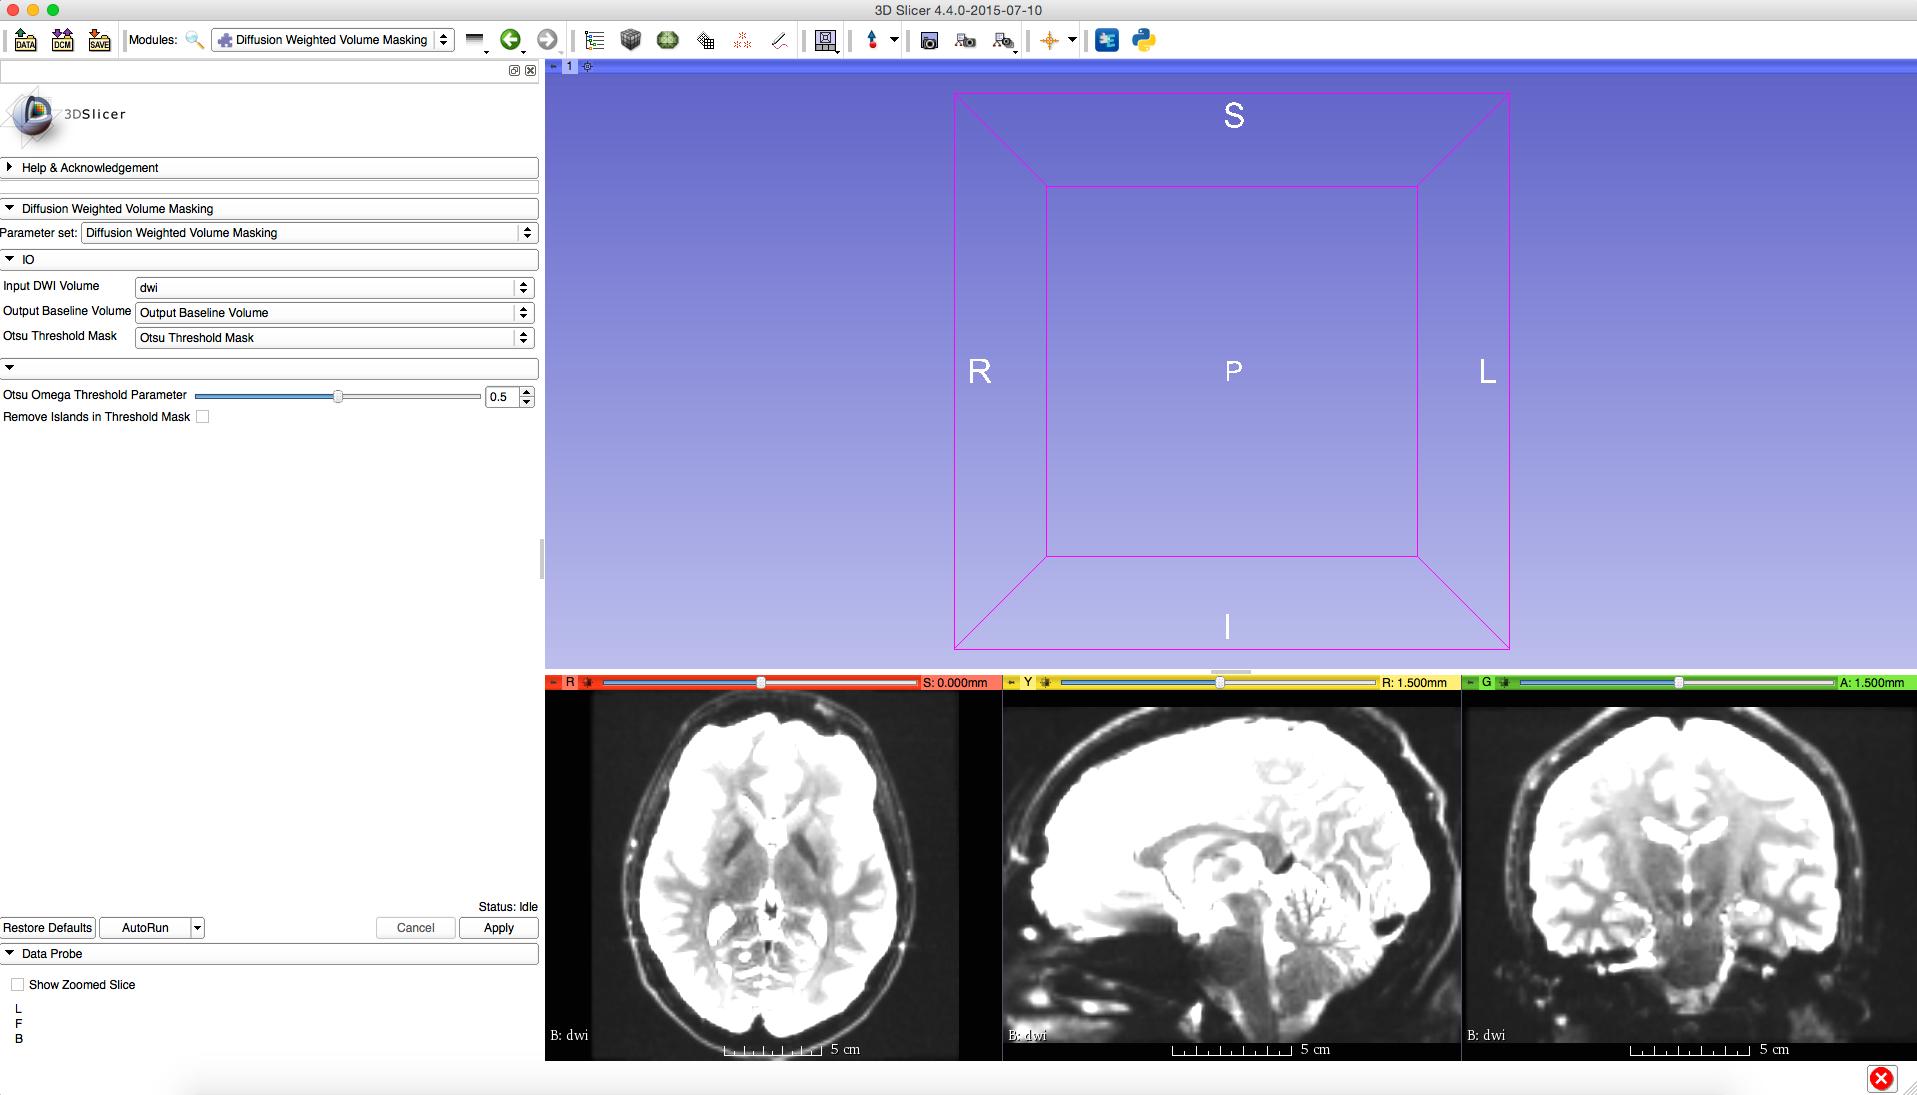 3D Slicer 4.4.0-2015-07-10
DATA DCM SAVE Modules: Diffusion Weighted Volume Masking
1
3DSlicer
Help & Acknowledgement
Diffusion Weighted Volume Masking
Parameter set: Diffusion Weighted Volume Masking
IO
Input DWI Volume dwi
Output Baseline Volume Output Baseline Volume
Otsu Threshold Mask Otsu Threshold Mask
Otsu Omega Threshold Parameter 0.5
Remove Islands in Threshold Mask
Status: Idle
Restore Defaults AutoRun Cancel Apply
Data Probe
Show Zoomed Slice
L
F
B
S
R P L
I
R S: 0.000mm
B: dwi
5 cm
Y R: 1.500mm
B: dwi
5 cm
G A: 1.500mm
B: dwi
5 cm